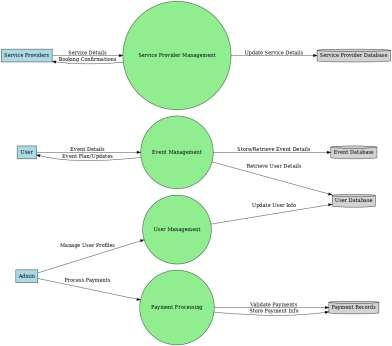 Service Providers
Service Details
Booking Confirmations
Service Provider Management
Update Service Details
Service Provider Database
User
Event Details
Event Plan/Updates
Event Management
Store/Retrieve Event Details
Event Database
Retrieve User Details
User Database
Update User Info
User Management
Manage User Profiles
Admin
Process Payments
Payment Processing
Validate Payments
Store Payment Info
Payment Records